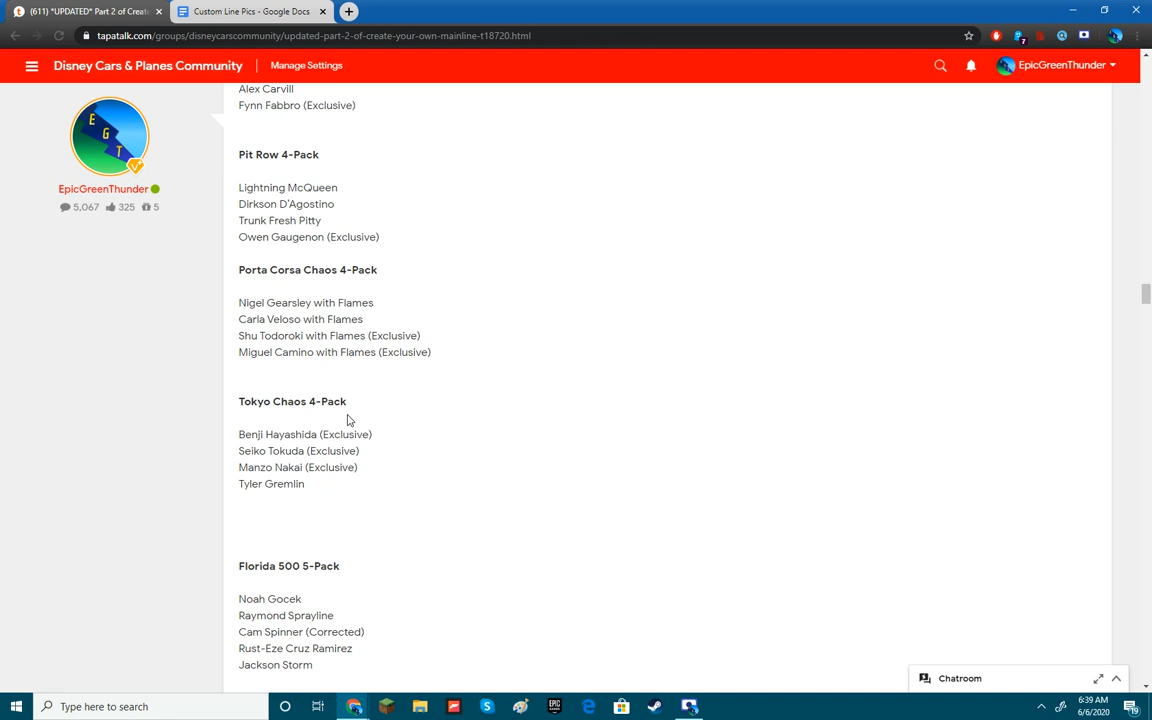 (611) *UPDATED* Part 2 of Create
Custom Line Pics - Google Docs
tapatalk.com/groups/disneycarscommunity/updated-part-2-of-create-your-own-mainline-t18720.html
7
Disney Cars & Planes Community
Manage Settings
EpicGreenThunder
E
G
T
EpicGreenThunder
5,067 325 5
Alex Carvill
Fynn Fabbro (Exclusive)
Pit Row 4-Pack
Lightning McQueen
Dirkson D'Agostino
Trunk Fresh Pitty
Owen Gaugenon (Exclusive)
Porta Corsa Chaos 4-Pack
Nigel Gearsley with Flames
Carla Veloso with Flames
Shu Todoroki with Flames (Exclusive)
Miguel Camino with Flames (Exclusive)
Tokyo Chaos 4-Pack
Benji Hayashida (Exclusive)
Seiko Tokuda (Exclusive)
Manzo Nakai (Exclusive)
Tyler Gremlin
Florida 500 5-Pack
Noah Gocek
Raymond Sprayline
Cam Spinner (Corrected)
Rust-Eze Cruz Ramirez
Jackson Storm
Chatroom
Type here to search
6:39 AM
6/6/2020
19